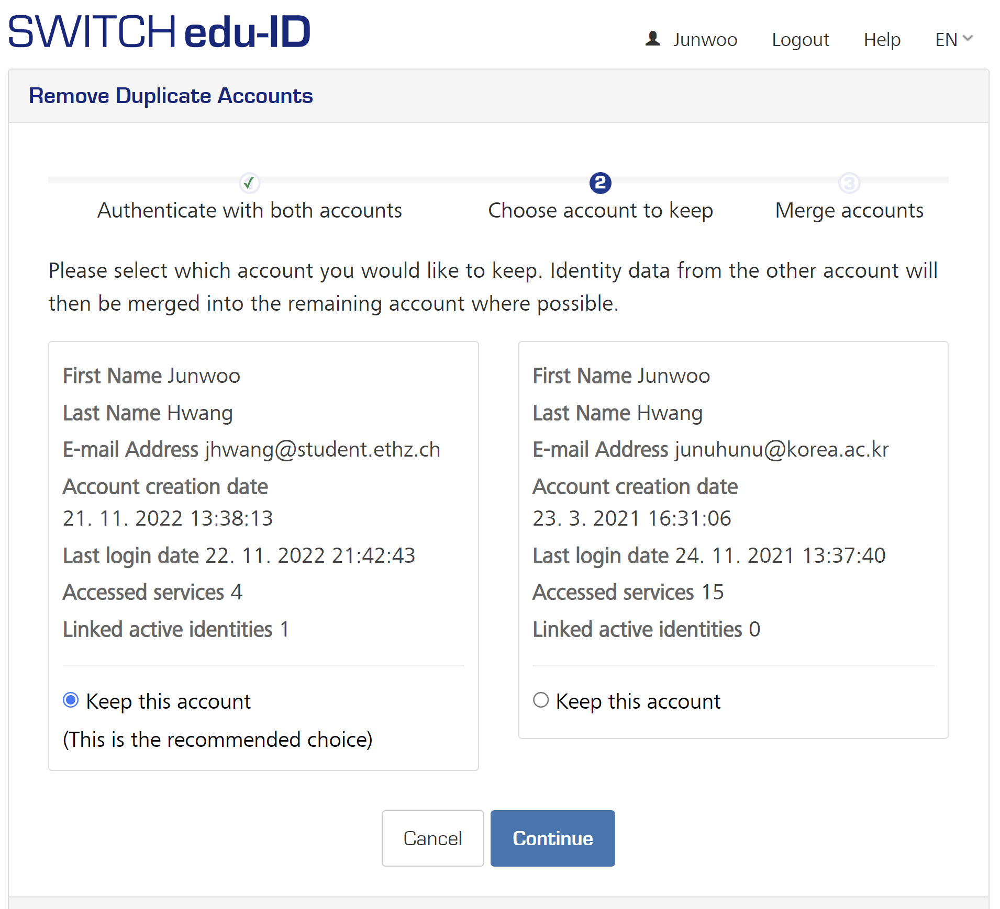 SWITCH edu-ID
Junwoo Logout Help EN
Remove Duplicate Accounts
2 3
Authenticate with both accounts Choose account to keep Merge accounts
Please select which account you would like to keep. Identity data from the other account will
then be merged into the remaining account where possible.
First Name Junwoo
Last Name Hwang
E-mail Address jhwang@student.ethz.ch
Account creation date
21. 11. 2022 13:38:13
Last login date 22. 11. 2022 21:42:43
Accessed services 4
Linked active identities 1
Keep this account
(This is the recommended choice)
First Name Junwoo
Last Name Hwang
E-mail Address junuhunu@korea.ac.kr
Account creation date
23. 3. 2021 16:31:06
Last login date 24. 11. 2021 13:37:40
Accessed services 15
Linked active identities 0
Keep this account
Cancel Continue